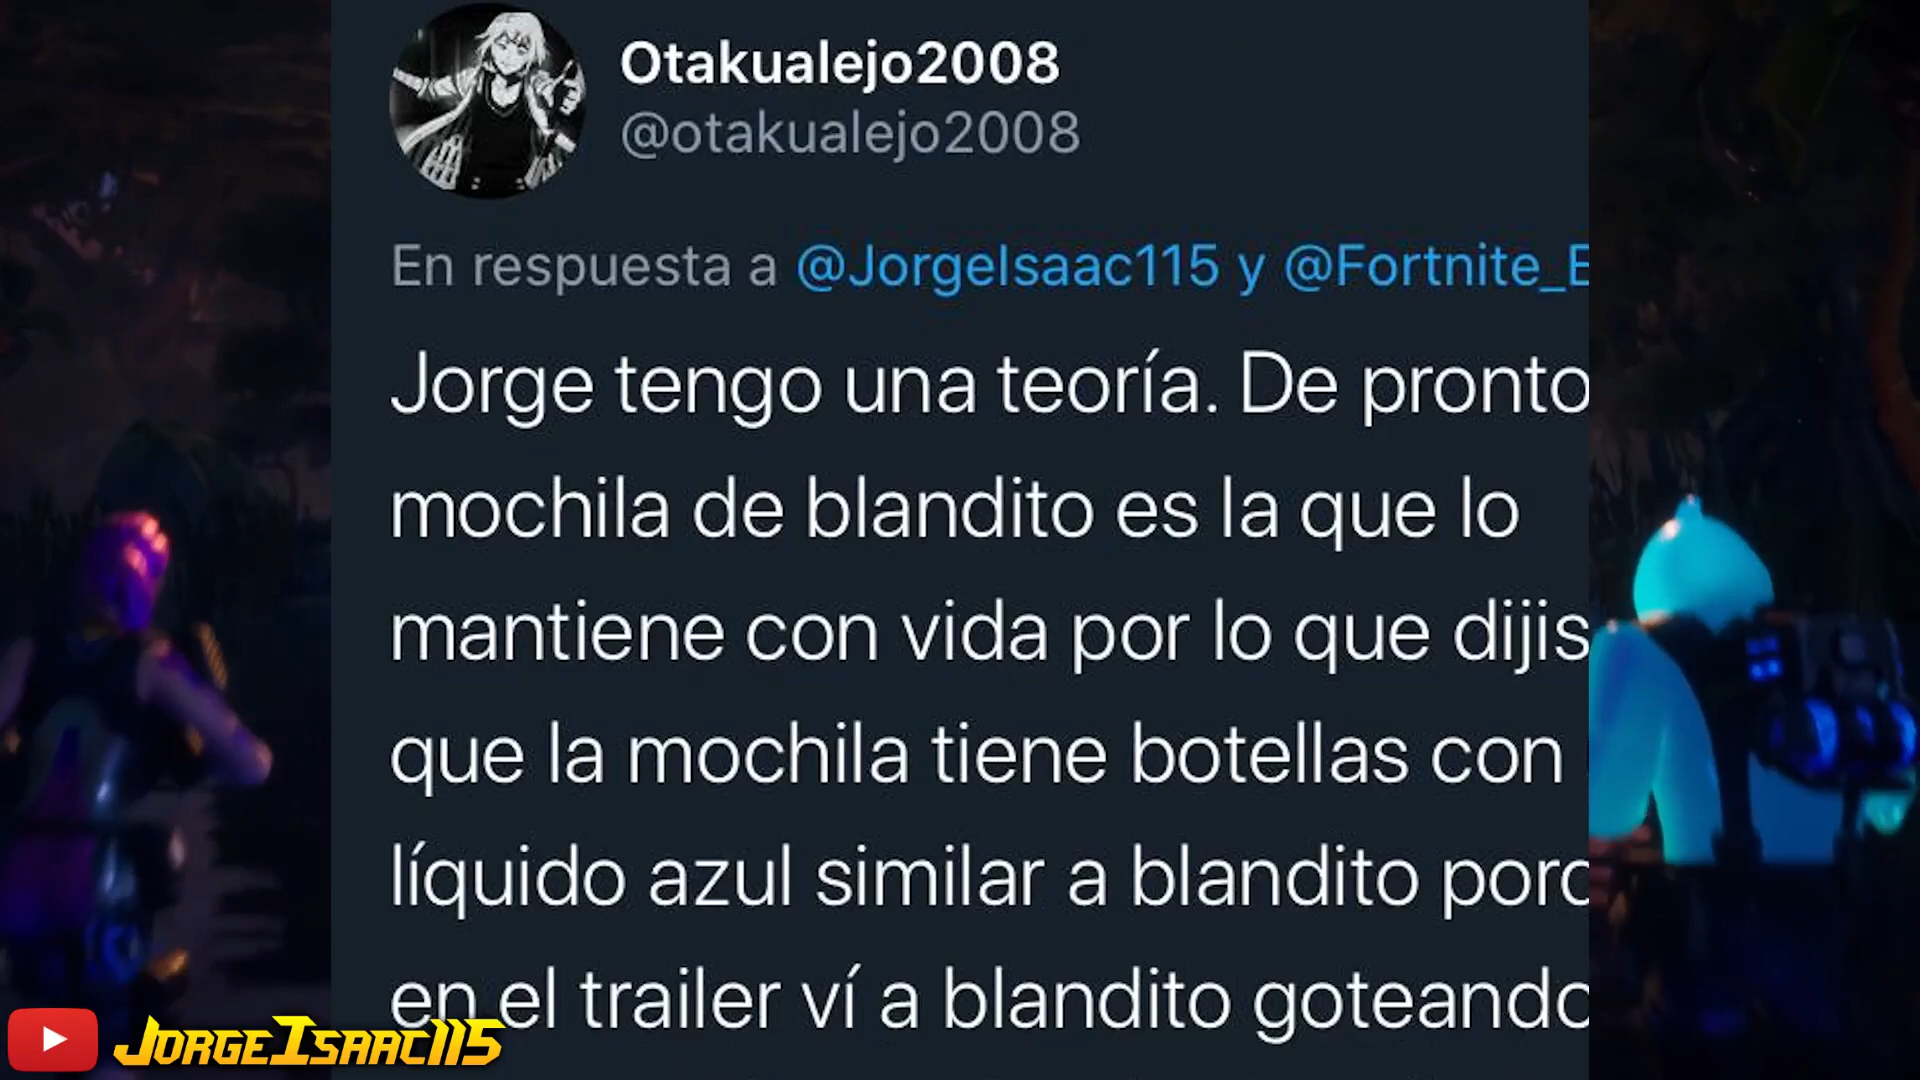 Otakualejo2008
@otakualejo2008
En respuesta a @JorgeIsaac115 y @Fortnite_E
Jorge tengo una teoría. De pronto
mochila de blandito es la que lo
mantiene con vida por lo que dijis
que la mochila tiene botellas con
líquido azul similar a blandito porq
en el trailer ví a blandito goteando
JORGEISAAC115